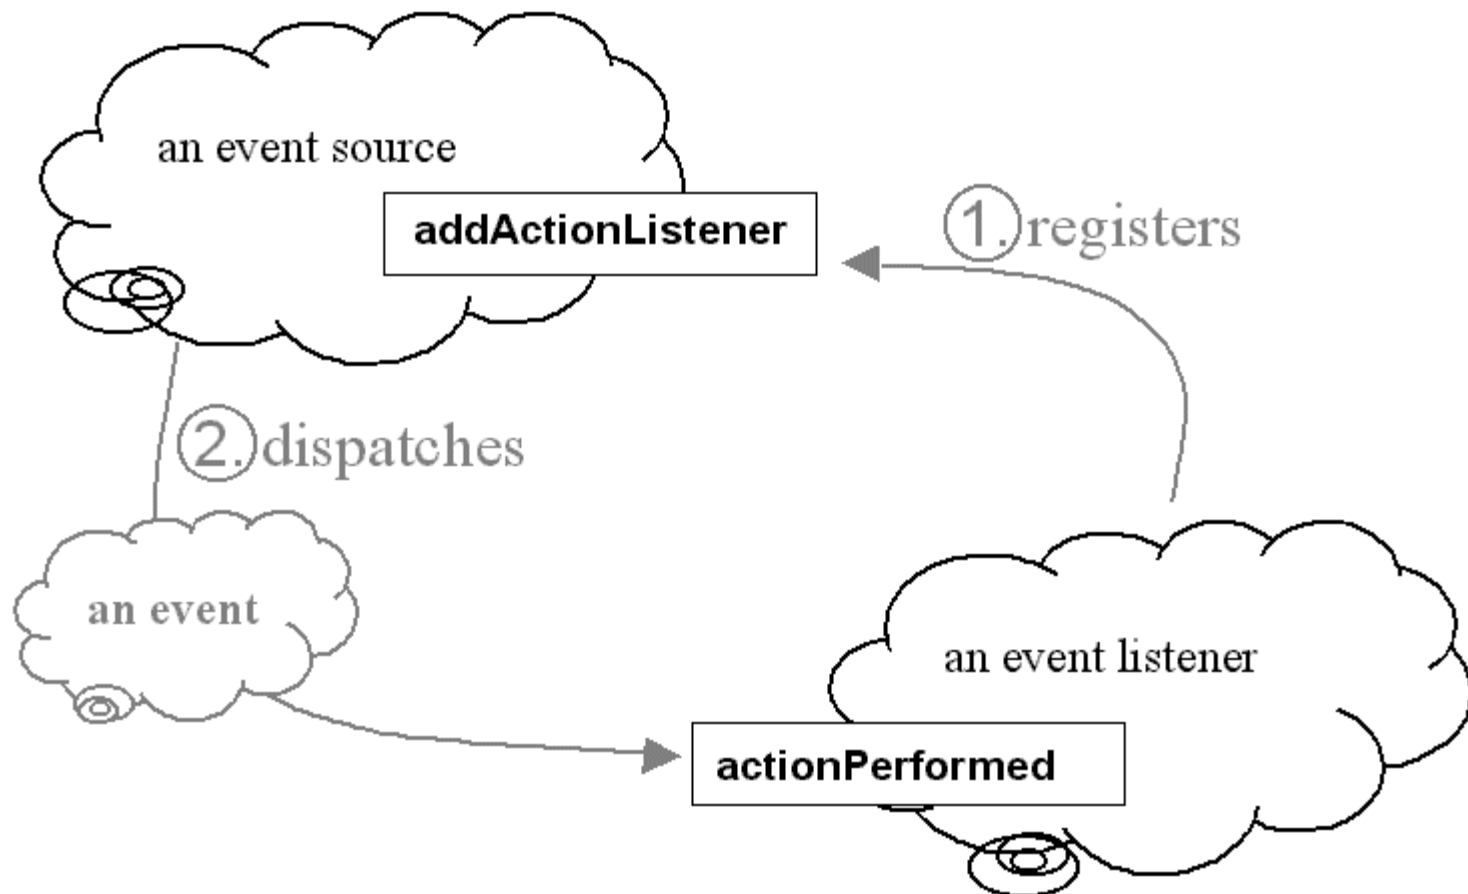 an event source
addActionListener
1. registers
2. dispatches
an event
an event listener
actionPerformed